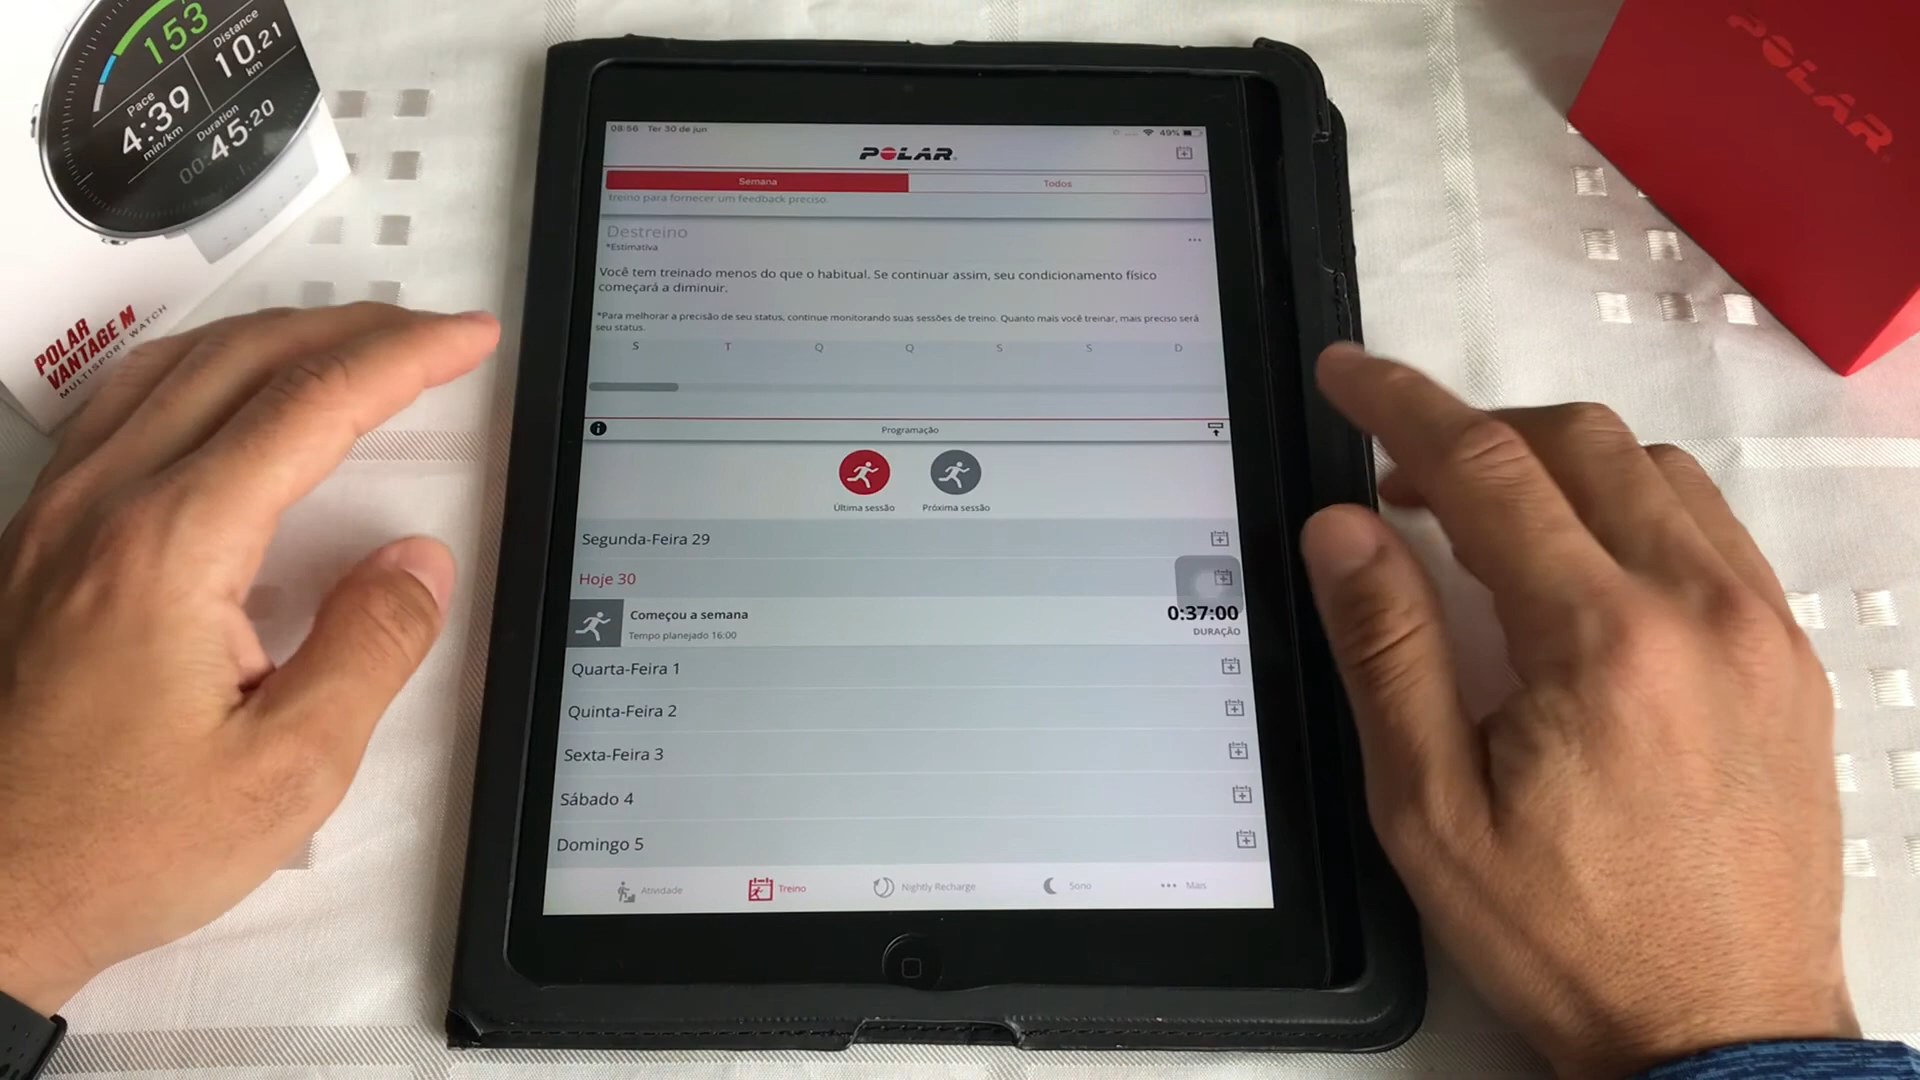 153
Distance
10.21
km
Pace
4:39
min/km
Duration
00:45:20
POLAR
VANTAGE M
MULTISPORT WATCH
POLAR
08:56 Ter 30 de jun
49%
POLAR
Semana
Todos
treino para fornecer um feedback preciso.
Destreino
*Estimativa
Você tem treinado menos do que o habitual. Se continuar assim, seu condicionamento físico
começará a diminuir.
*Para melhorar a precisão de seu status, continue monitorando suas sessões de treino. Quanto mais você treinar, mais preciso será
seu status.
S T Q Q S S D
Programação
Última sessão
Próxima sessão
Segunda-Feira 29
Hoje 30
Começou a semana
Tempo planejado 16:00
0:37:00
DURAÇÃO
Quarta-Feira 1
Quinta-Feira 2
Sexta-Feira 3
Sábado 4
Domingo 5
Atividade
Treino
Nightly Recharge
Sono
Mais